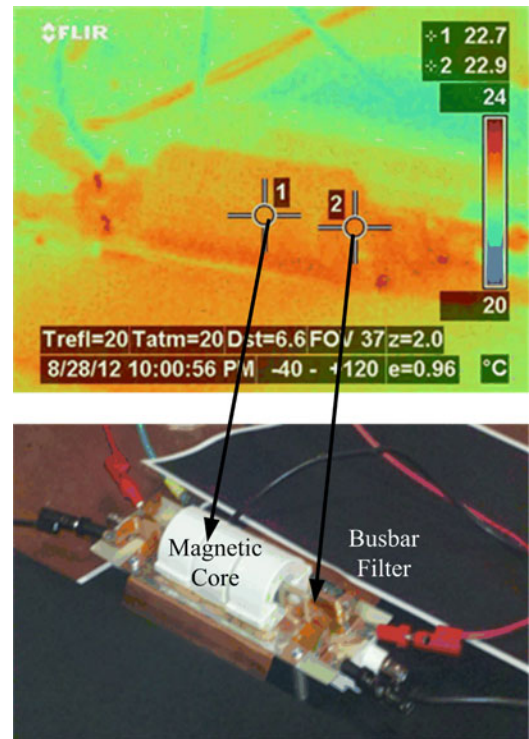 FLIR
1 22.7
2 22.9
24
1
2
20
Trefl=20 Tatm=20 Dst=6.6 FOV 37 z=2.0
8/28/12 10:00:56 PM -40 - +120 e=0.96 °C
Magnetic
Core
Busbar
Filter